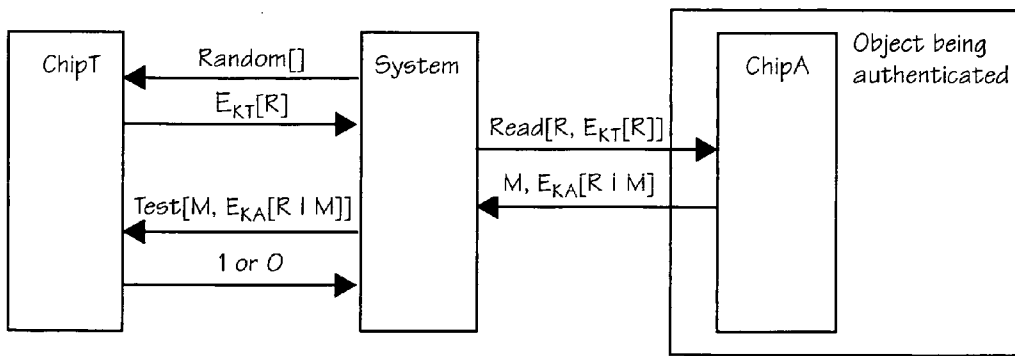 ChipT
System
ChipA
Object being
authenticated
Random[]
E_KT[R]
Read[R, E_KT[R]]
M, E_KA[R | M]
Test[M, E_KA[R | M]]
1 or 0